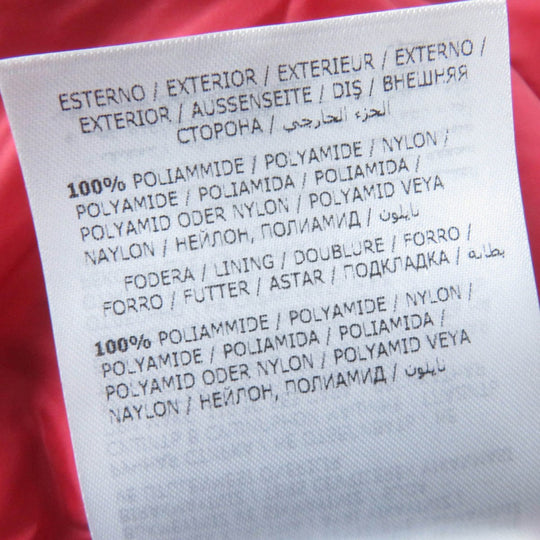 ESTERNO / EXTERIOR / EXTERIEUR / EXTERNO /
EXTERIOR / AUSSENSEITE / DIŞ / ВНЕШНЯЯ
СТОРОНА / الجزء الخارجي
100% POLIAMMIDE / POLYAMIDE / NYLON /
POLYAMIDE / POLIAMIDA / POLIAMIDA /
POLYAMID ODER NYLON / POLYAMID VEYA
NAYLON / НЕЙЛОН, ПОЛИАМИД / نايلون
FODERA / LINING / DOUBLURE / FORRO /
FORRO / FUTTER / ASTAR / ПОДКЛАДКА / بطانه
100% POLIAMMIDE / POLYAMIDE / NYLON /
POLYAMIDE / POLIAMIDA / POLIAMIDA /
POLYAMID ODER NYLON / POLYAMID VEYA
NAYLON / НЕЙЛОН, ПОЛИАМИД / نايلون